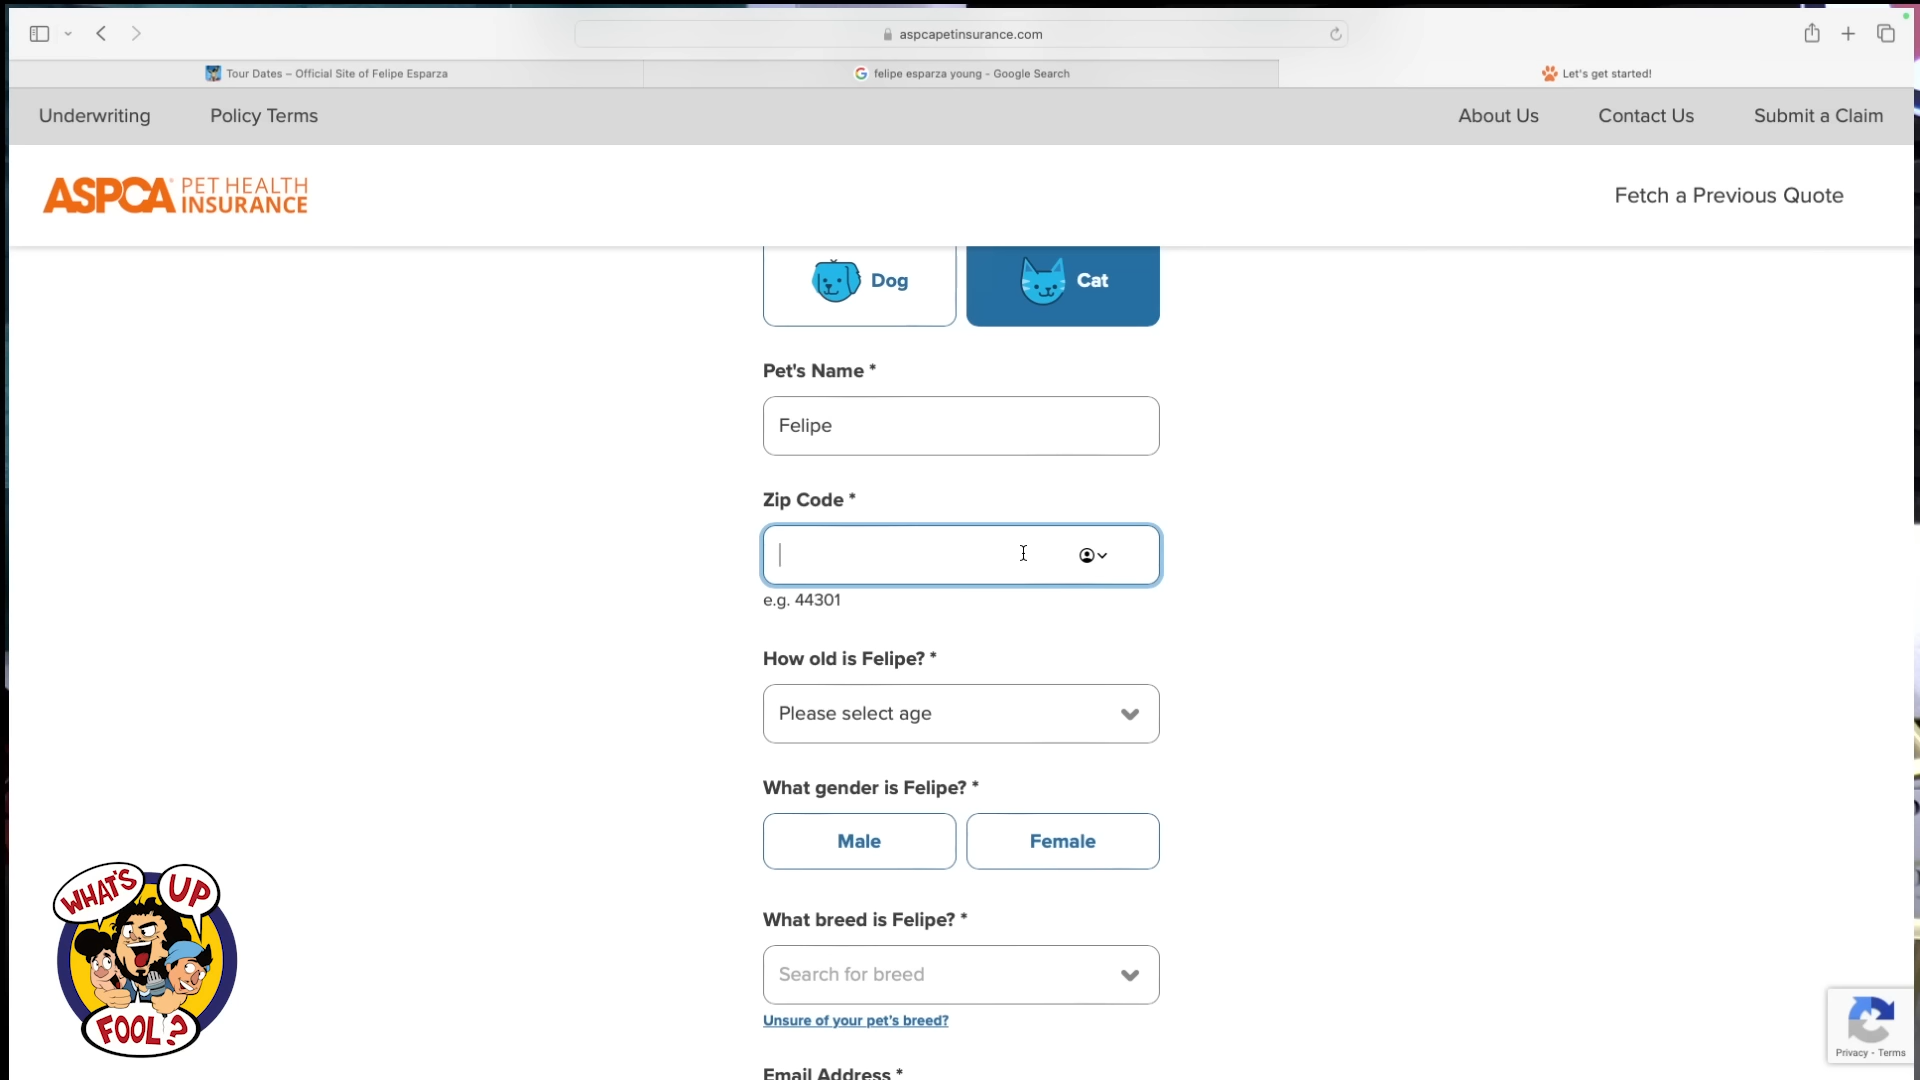 aspcapetinsurance.com
Tour Dates – Official Site of Felipe Esparza
felipe esparza young - Google Search
Let's get started!
Underwriting
Policy Terms
About Us
Contact Us
Submit a Claim
ASPCA® PET HEALTH
INSURANCE
Fetch a Previous Quote
Dog
Cat
Pet's Name *
Felipe
Zip Code *
e.g. 44301
How old is Felipe? *
Please select age
What gender is Felipe? *
Male
Female
What breed is Felipe? *
Search for breed
Unsure of your pet's breed?
Email Address *
WHAT'S
UP
FOOL?
Privacy - Terms